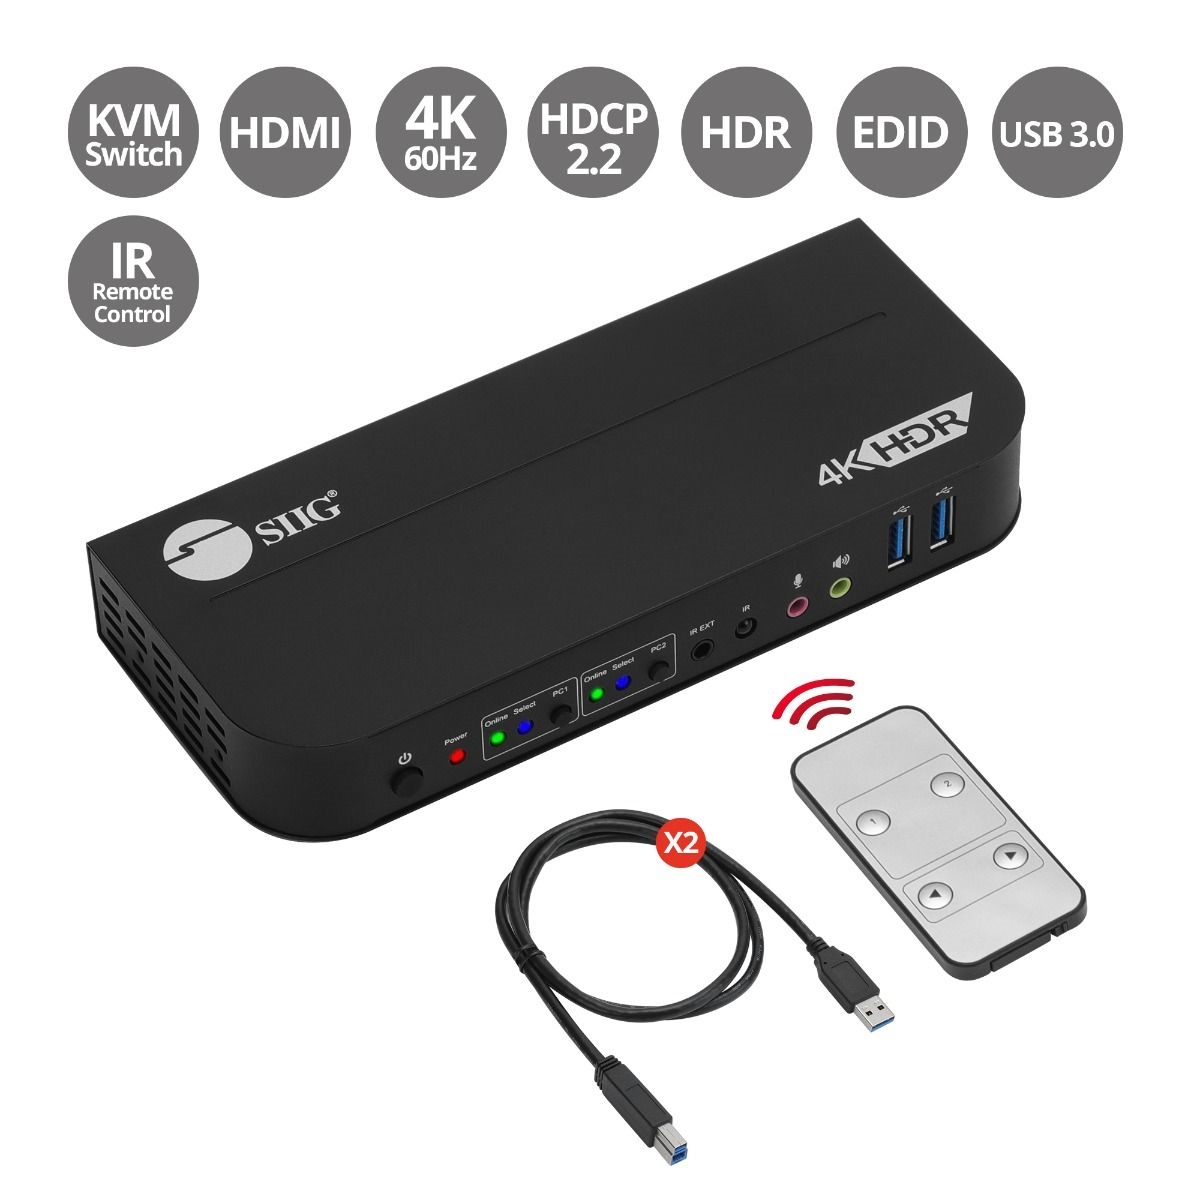 KVM
Switch
HDMI
4K
60Hz
HDCP
2.2
HDR
EDID
USB 3.0
IR
Remote
Control
SIIG®
4K HDR
Power
Online
Select
PC1
Online
Select
PC2
IR EXT
IR
X2
1
2